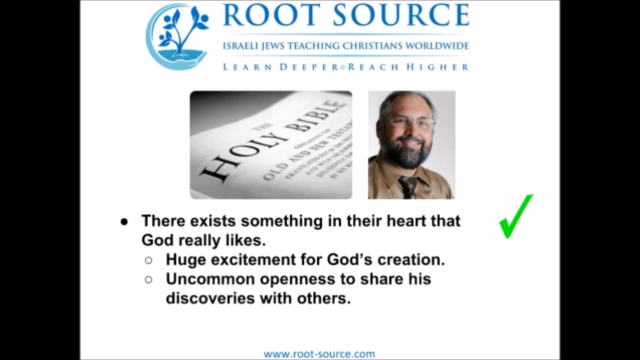 ROOT SOURCE
ISRAELI JEWS TEACHING CHRISTIANS WORLDWIDE
LEARN DEEPER REACH HIGHER
THE
HOLY BIBLE
OLD AND NEW TESTAM
● There exists something in their heart that
God really likes.
○ Huge excitement for God's creation.
○ Uncommon openness to share his
discoveries with others.
www.root-source.com